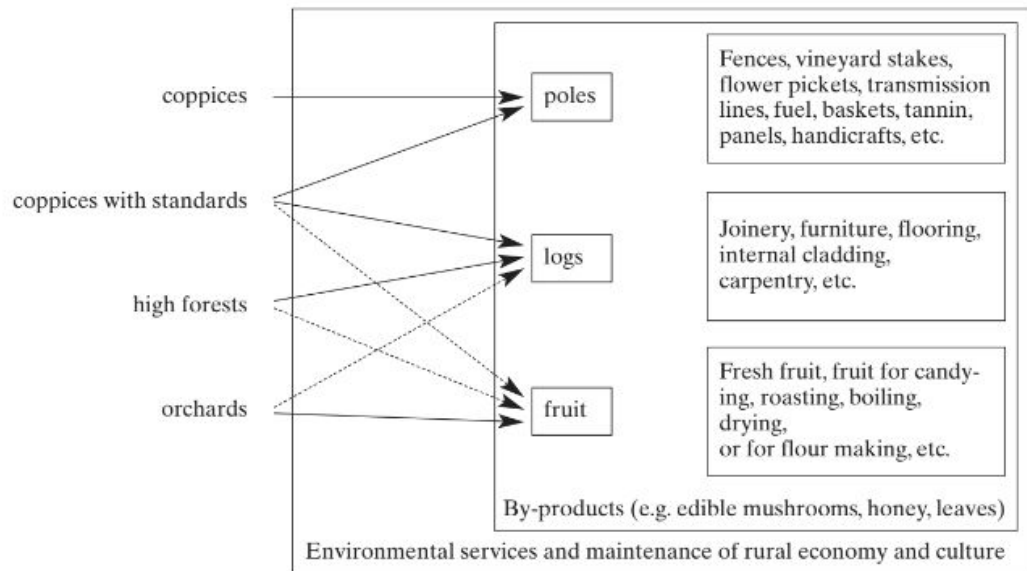 coppices
coppices with standards
high forests
orchards
poles
logs
fruit
Fences, vineyard stakes,
flower pickets, transmission
lines, fuel, baskets, tannin,
panels, handicrafts, etc.
Joinery, furniture, flooring,
internal cladding,
carpentry, etc.
Fresh fruit, fruit for candy-
ing, roasting, boiling,
drying,
or for flour making, etc.
By-products (e.g. edible mushrooms, honey, leaves)
Environmental services and maintenance of rural economy and culture